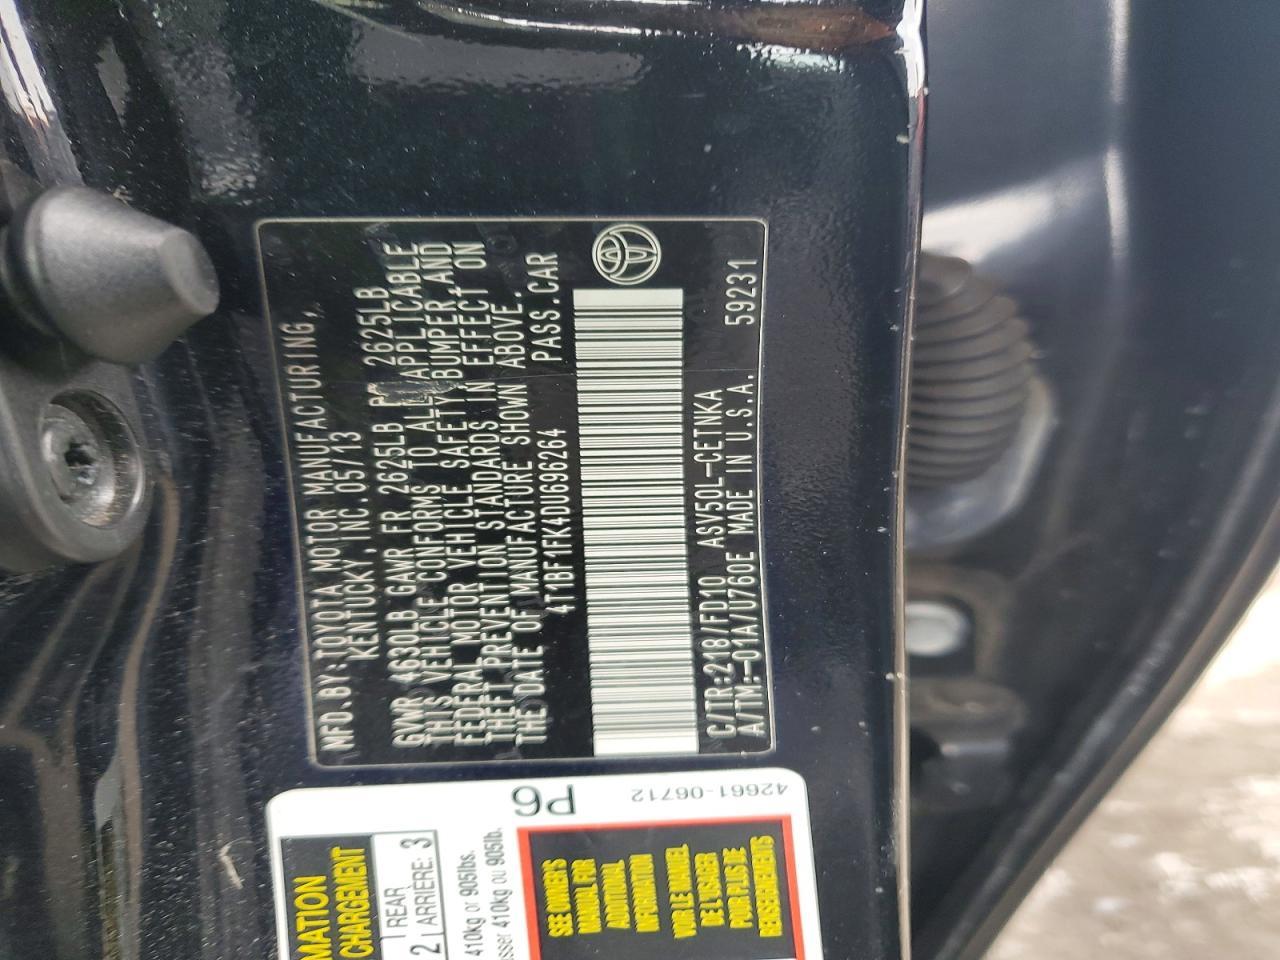 MFD.BY:TOYOTA MOTOR MANUFACTURING,
KENTUCKY, INC.05/13
GVWR 4630LB GAWR FR 2625LB RR 2625LB
THIS VEHICLE CONFORMS TO ALL APPLICABLE
FEDERAL MOTOR VEHICLE SAFETY, BUMPER, AND
THEFT PREVENTION STANDARDS IN EFFECT ON
THE DATE OF MANUFACTURE SHOWN ABOVE.
4T1BF1FK4DU696264 PASS.CAR
C/TR:218/FD10 ASV50L-CETNKA 59231
A/TM:-01A/U760E MADE IN U.S.A.
P6
42661-06712
MATION
CHARGEMENT
REAR
2 ARRIÈRE: 3
410kg or 905lbs.
sser 410kg ou 905lb.
SEE OWNER'S
MANUAL FOR
ADDITIONAL
INFORMATION
VOIR LE MANUEL
DE L'USAGER
POUR PLUS DE
RENSEIGNEMENTS